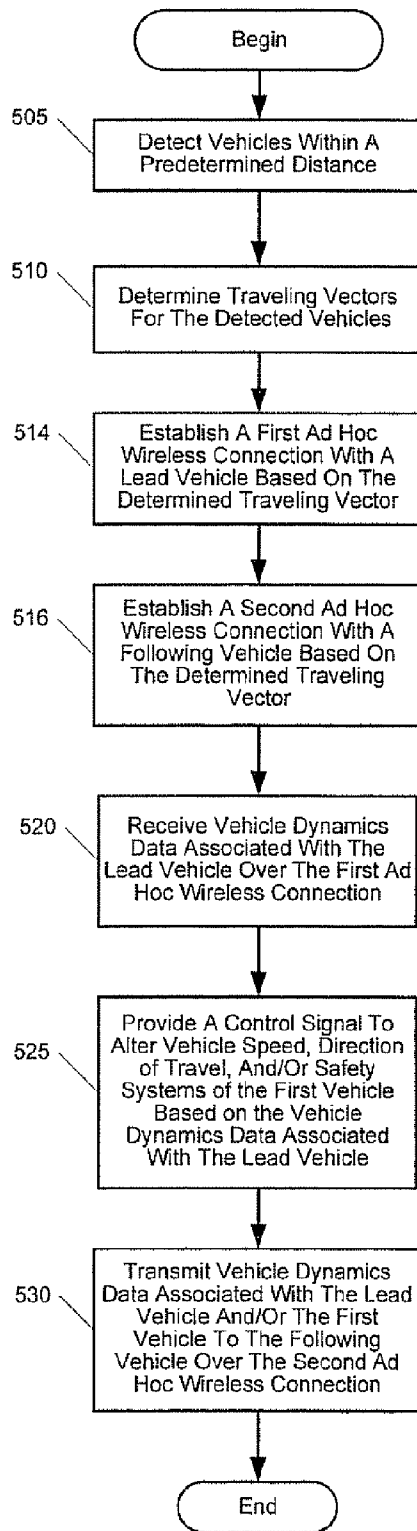 Begin
505
Detect Vehicles Within A
Predetermined Distance
510
Determine Traveling Vectors
For The Detected Vehicles
514
Establish A First Ad Hoc
Wireless Connection With A
Lead Vehicle Based On The
Determined Traveling Vector
516
Establish A Second Ad Hoc
Wireless Connection With A
Following Vehicle Based On
The Determined Traveling
Vector
520
Receive Vehicle Dynamics
Data Associated With The
Lead Vehicle Over The First Ad
Hoc Wireless Connection
525
Provide A Control Signal To
Alter Vehicle Speed, Direction
of Travel, And/Or Safety
Systems of the First Vehicle
Based on the Vehicle
Dynamics Data Associated
With The Lead Vehicle
530
Transmit Vehicle Dynamics
Data Associated With The Lead
Vehicle And/Or The First
Vehicle To The Following
Vehicle Over The Second Ad
Hoc Wireless Connection
End